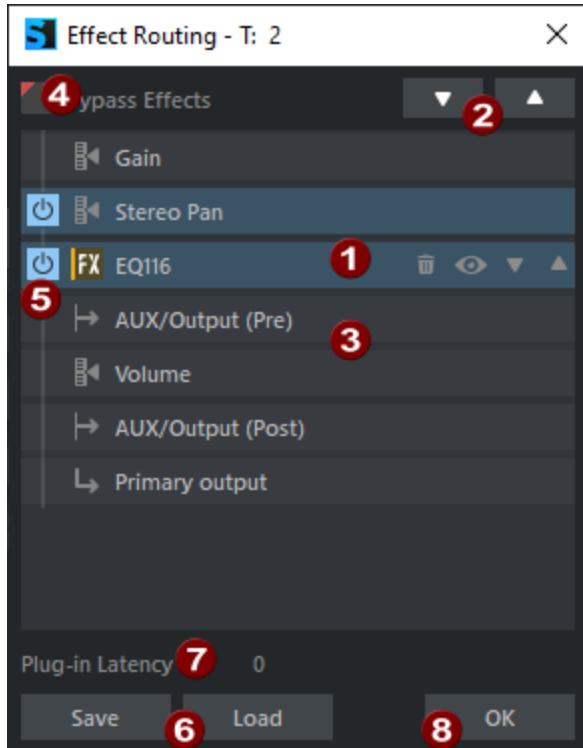 S Effect Routing - T: 2
4 ypass Effects
2
Gain
Stereo Pan
FX EQ116 1
5
AUX/Output (Pre)
3
Volume
AUX/Output (Post)
Primary output
Plug-in Latency 7 0
Save 6 Load 8 OK